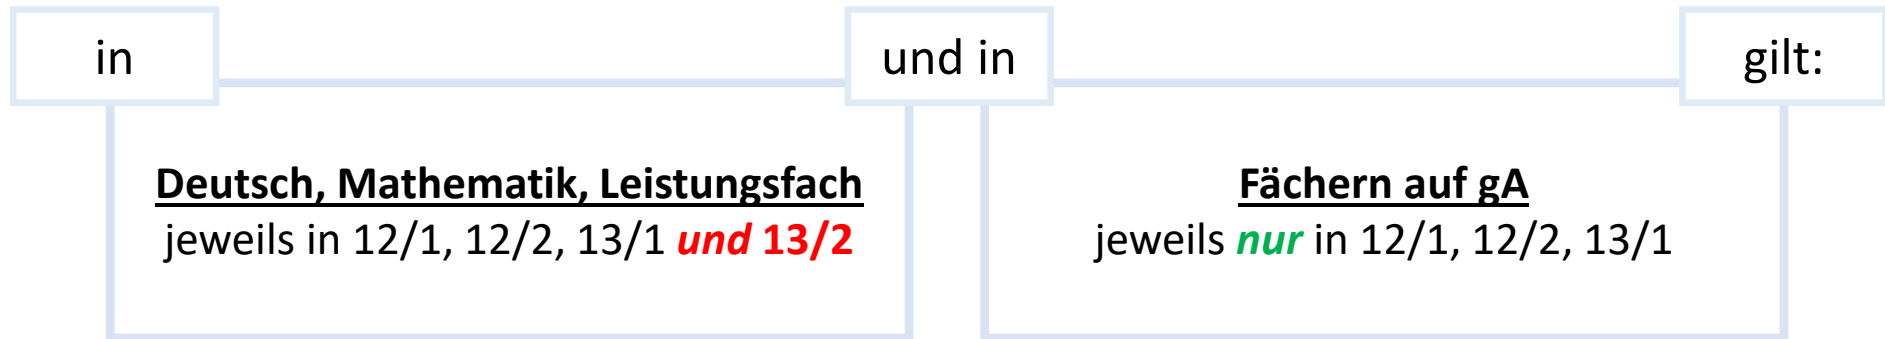 in
Deutsch, Mathematik, Leistungsfach
jeweils in 12/1, 12/2, 13/1 und 13/2
und in
Fächern auf gA
jeweils nur in 12/1, 12/2, 13/1
gilt: